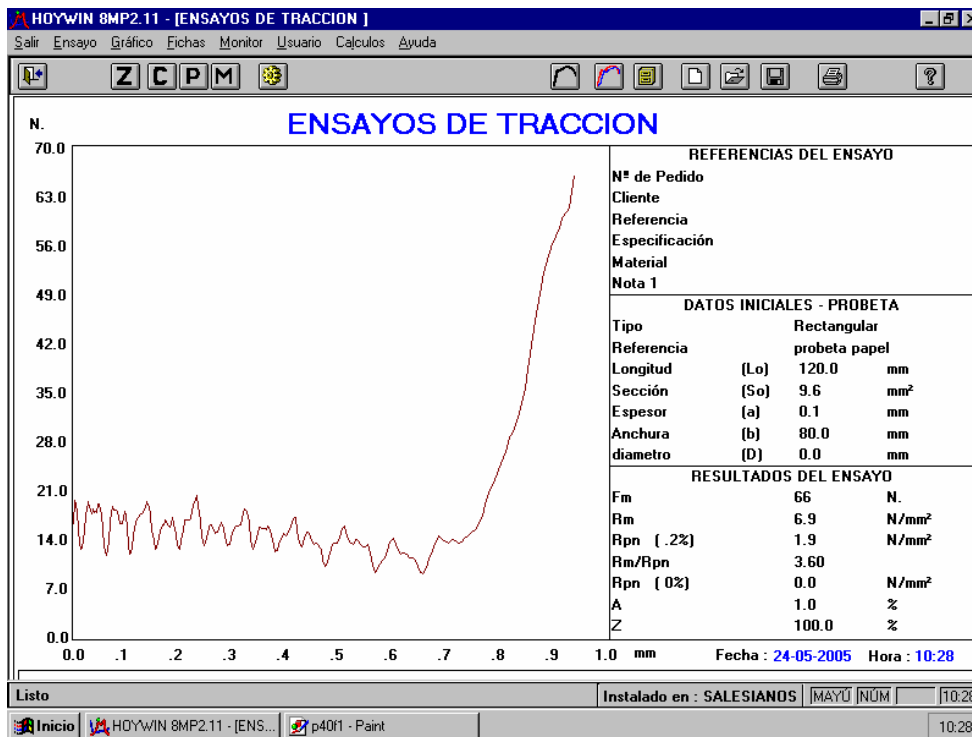 HOYWIN 8MP2.11 - [ENSAYOS DE TRACCION ]
Salir Ensayo Gráfico Fichas Monitor Usuario Calculos Ayuda
Z C P M ?
N. ENSAYOS DE TRACCION
70.0
63.0
56.0
49.0
42.0
35.0
28.0
21.0
14.0
7.0
0.0
0.0 .1 .2 .3 .4 .5 .6 .7 .8 .9 1.0 mm
REFERENCIAS DEL ENSAYO
Nº de Pedido
Cliente
Referencia
Especificación
Material
Nota 1
DATOS INICIALES - PROBETA
Tipo Rectangular
Referencia probeta papel
Longitud (Lo) 120.0 mm
Sección (So) 9.6 mm²
Espesor (a) 0.1 mm
Anchura (b) 80.0 mm
diametro (D) 0.0 mm
RESULTADOS DEL ENSAYO
Fm 66 N.
Rm 6.9 N/mm²
Rpn ( .2%) 1.9 N/mm²
Rm/Rpn 3.60
Rpn ( 0%) 0.0 N/mm²
A 1.0 %
Z 100.0 %
Fecha : 24-05-2005 Hora : 10:28
Listo Instalado en : SALESIANOS MAYÚ NÚM 10:28
Inicio HOYWIN 8MP2.11 - [ENS... p40f1 - Paint 10:28